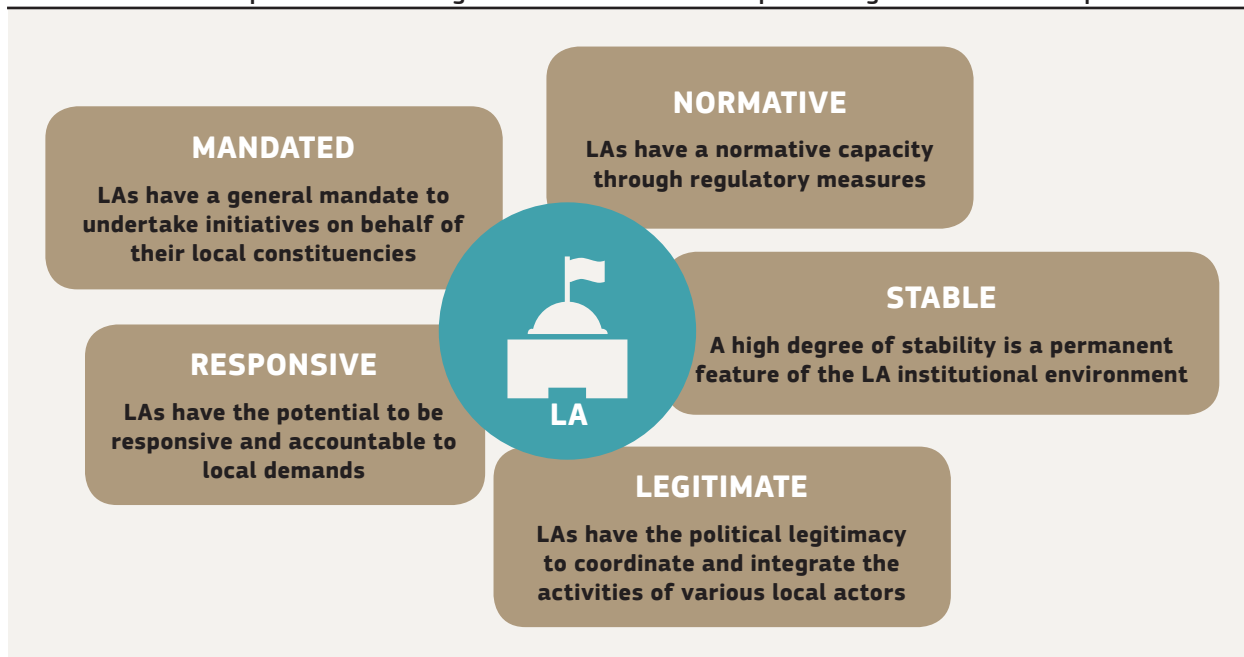 MANDATED
LAs have a general mandate to
undertake initiatives on behalf of
their local constituencies
NORMATIVE
LAs have a normative capacity
through regulatory measures
STABLE
A high degree of stability is a permanent
feature of the LA institutional environment
RESPONSIVE
LAs have the potential to be
responsive and accountable to
local demands
LA
LEGITIMATE
LAs have the political legitimacy
to coordinate and integrate the
activities of various local actors